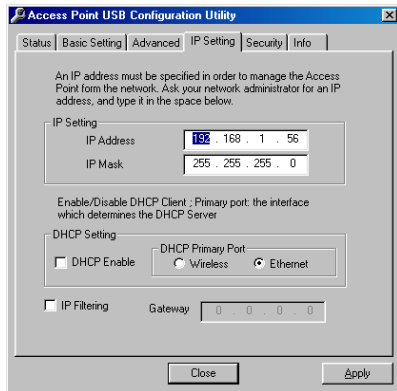 Access Point USB Configuration Utility
Status Basic Setting Advanced IP Setting Security Info
An IP address must be specified in order to manage the Access
Point form the network. Ask your network administrator for an IP
address, and type it in the space below.
IP Setting
IP Address 192 . 168 . 1 . 56
IP Mask 255 . 255 . 255 . 0
Enable/Disable DHCP Client ; Primary port: the interface
which determines the DHCP Server
DHCP Setting
DHCP Primary Port
DHCP Enable Wireless Ethernet
IP Filtering Gateway 0 . 0 . 0 . 0
Close Apply